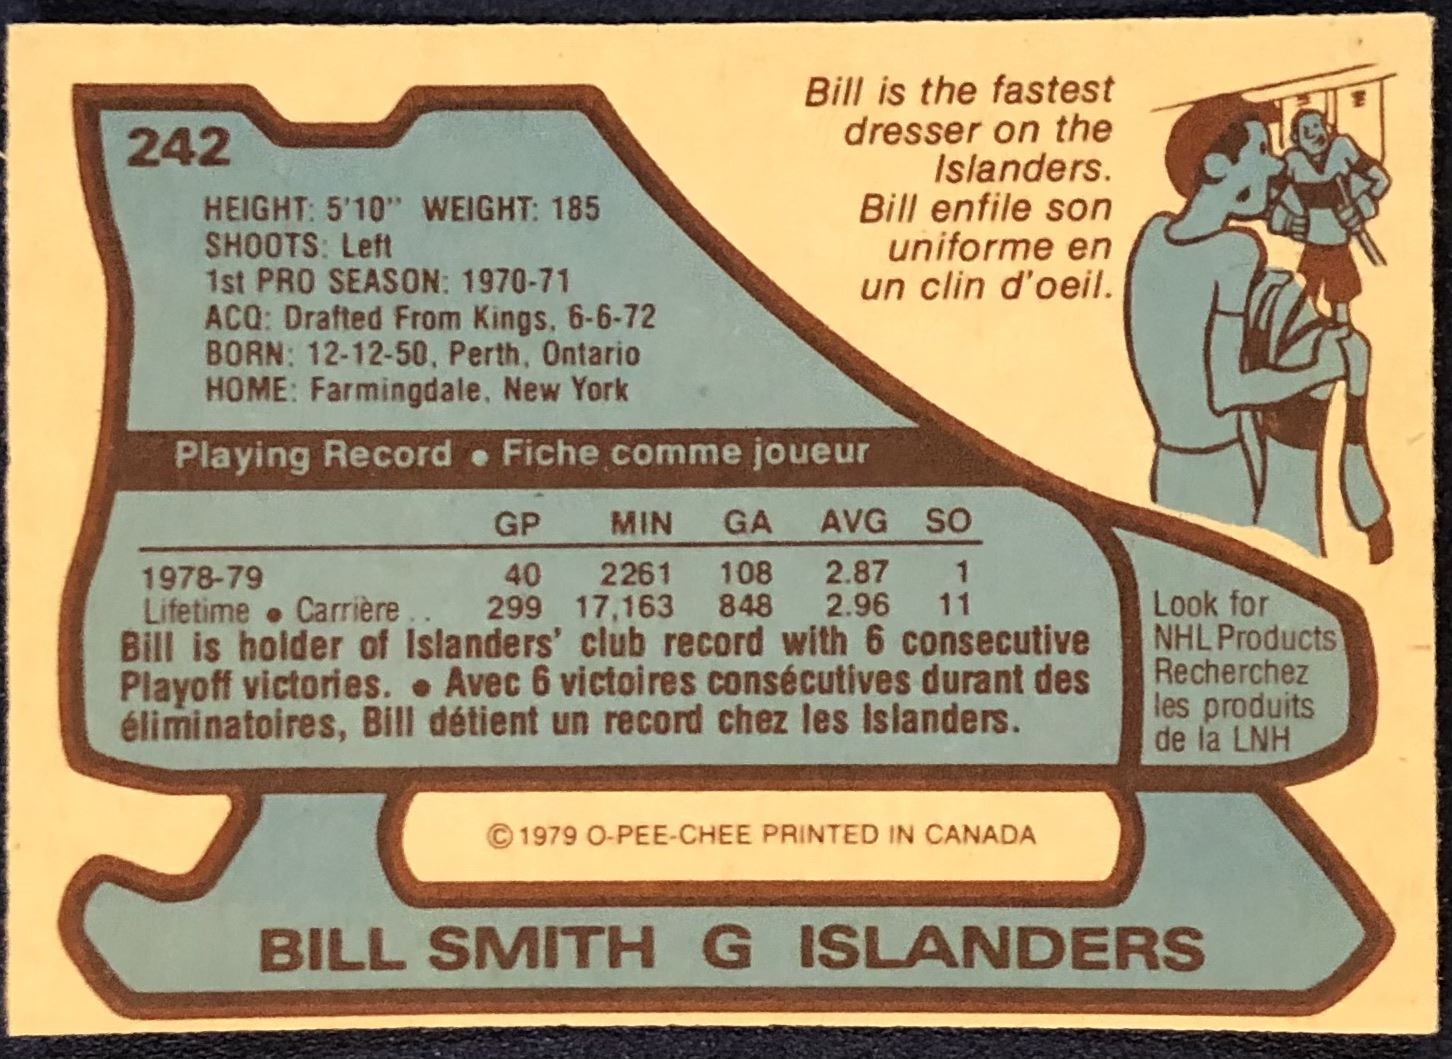 242
HEIGHT: 5'10" WEIGHT: 185
SHOOTS: Left
1st PRO SEASON: 1970-71
ACQ: Drafted From Kings, 6-6-72
BORN: 12-12-50, Perth, Ontario
HOME: Farmingdale, New York
Bill is the fastest
dresser on the
Islanders.
Bill enfile son
uniforme en
un clin d'oeil.
Playing Record • Fiche comme joueur
GP MIN GA AVG SO
1978-79 40 2261 108 2.87 1
Lifetime • Carrière .. 299 17,163 848 2.96 11
Bill is holder of Islanders' club record with 6 consecutive
Playoff victories. • Avec 6 victoires consécutives durant des
éliminatoires, Bill détient un record chez les Islanders.
Look for
NHL Products
Recherchez
les produits
de la LNH
© 1979 O-PEE-CHEE PRINTED IN CANADA
BILL SMITH G ISLANDERS